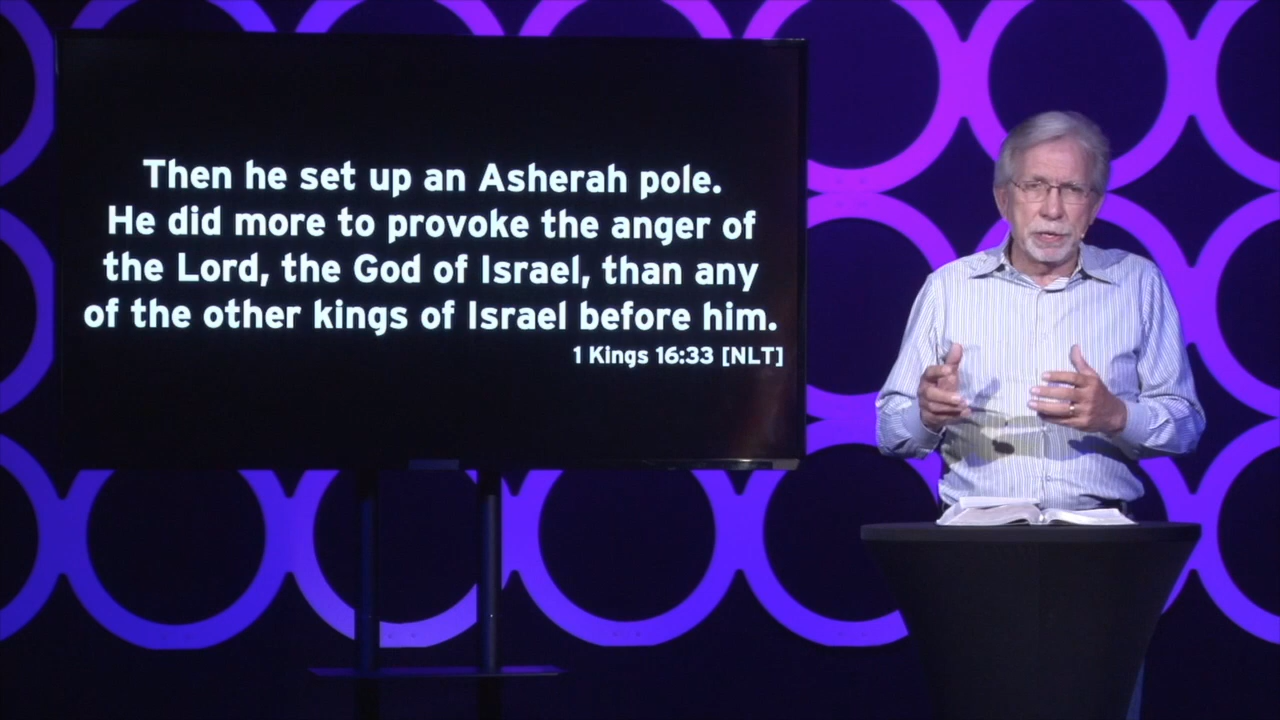 Then he set up an Asherah pole.
He did more to provoke the anger of
the Lord, the God of Israel, than any
of the other kings of Israel before him.
1 Kings 16:33 [NLT]